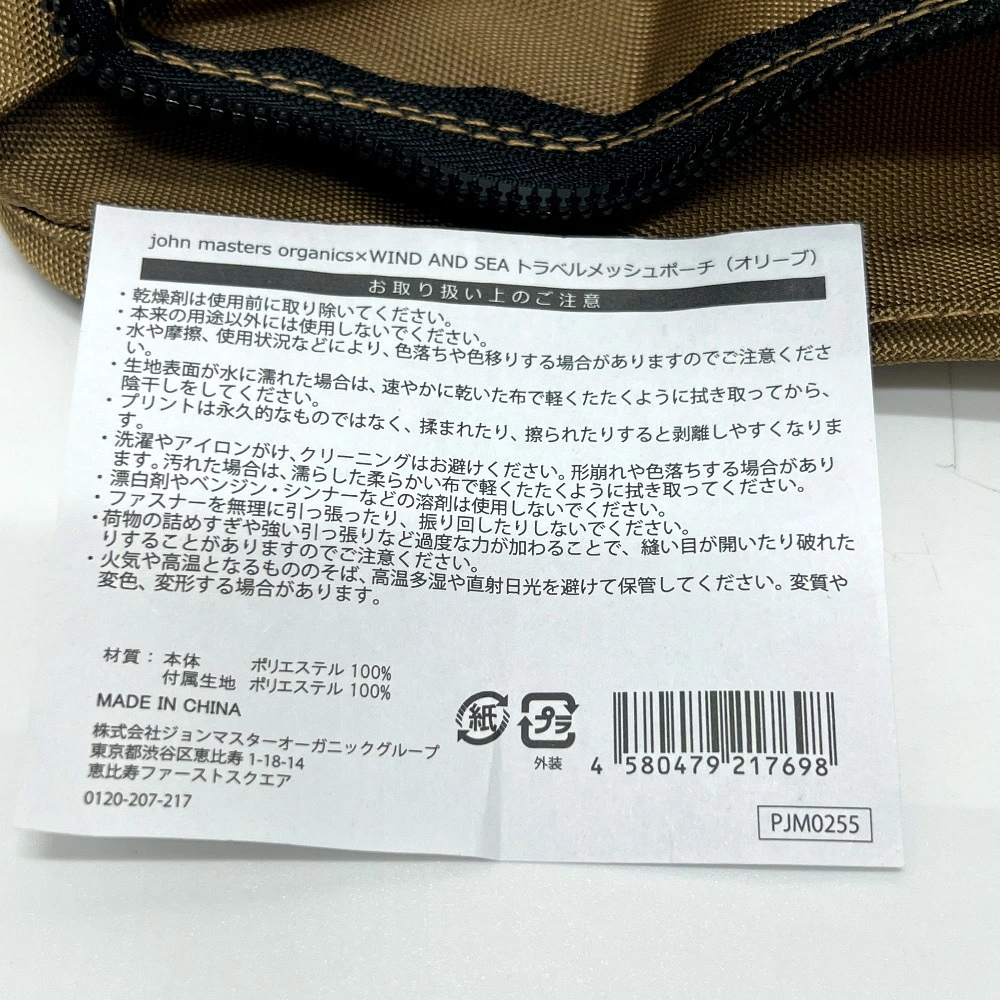 john masters organics×WIND AND SEA トラベルメッシュポーチ（オリーブ）
お取り扱い上のご注意
・乾燥剤は使用前に取り除いてください。
・本来の用途以外には使用しないでください。
・水や摩擦、使用状況などにより、色落ちや色移りする場合がありますのでご注意くださ
い。
・生地表面が水に濡れた場合は、速やかに乾いた布で軽くたたくように拭き取ってから、
陰干しをしてください。
・プリントは永久的なものではなく、揉まれたり、擦られたりすると剥離しやすくなりま
す。
・洗濯やアイロンがけ、クリーニングはお避けください。形崩れや色落ちする場合があり
ます。汚れた場合は、濡らした柔らかい布で軽くたたくように拭き取ってください。
・漂白剤やベンジン・シンナーなどの溶剤は使用しないでください。
・ファスナーを無理に引っ張ったり、振り回したりしないでください。
・荷物の詰めすぎや強い引っ張りなど過度な力が加わることで、縫い目が開いたり破れた
りすることがありますのでご注意ください。
・火気や高温となるもののそば、高温多湿や直射日光を避けて保管してください。変質や
変色、変形する場合があります。
材質： 本体 ポリエステル 100%
付属生地 ポリエステル 100%
MADE IN CHINA
株式会社ジョンマスターオーガニックグループ
東京都渋谷区恵比寿 1-18-14
恵比寿ファーストスクエア
0120-207-217
紙 プラ
外装
4 580479 217698
PJM0255